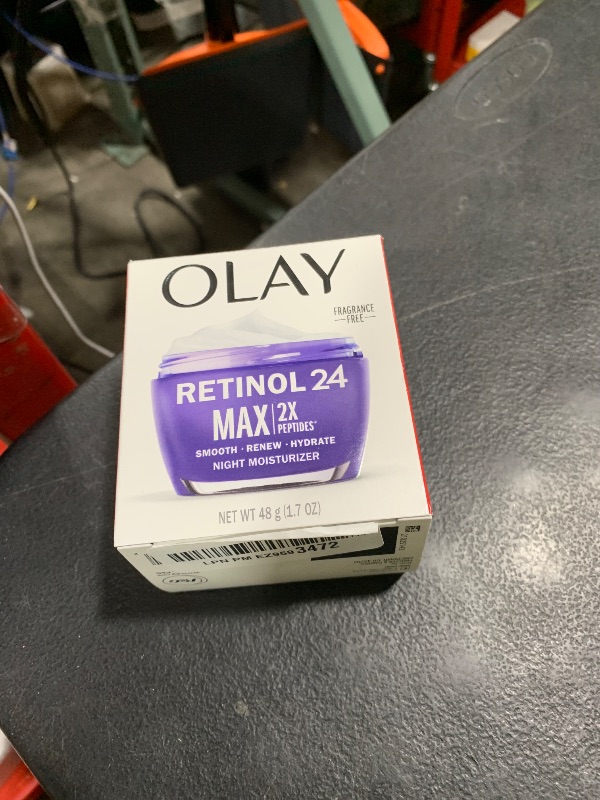 OLAY
FRAGRANCE
FREE
RETINOL 24
MAX 2X
PEPTIDES*
SMOOTH · RENEW · HYDRATE
NIGHT MOISTURIZER
NET WT 48 g (1.7 OZ)
3472